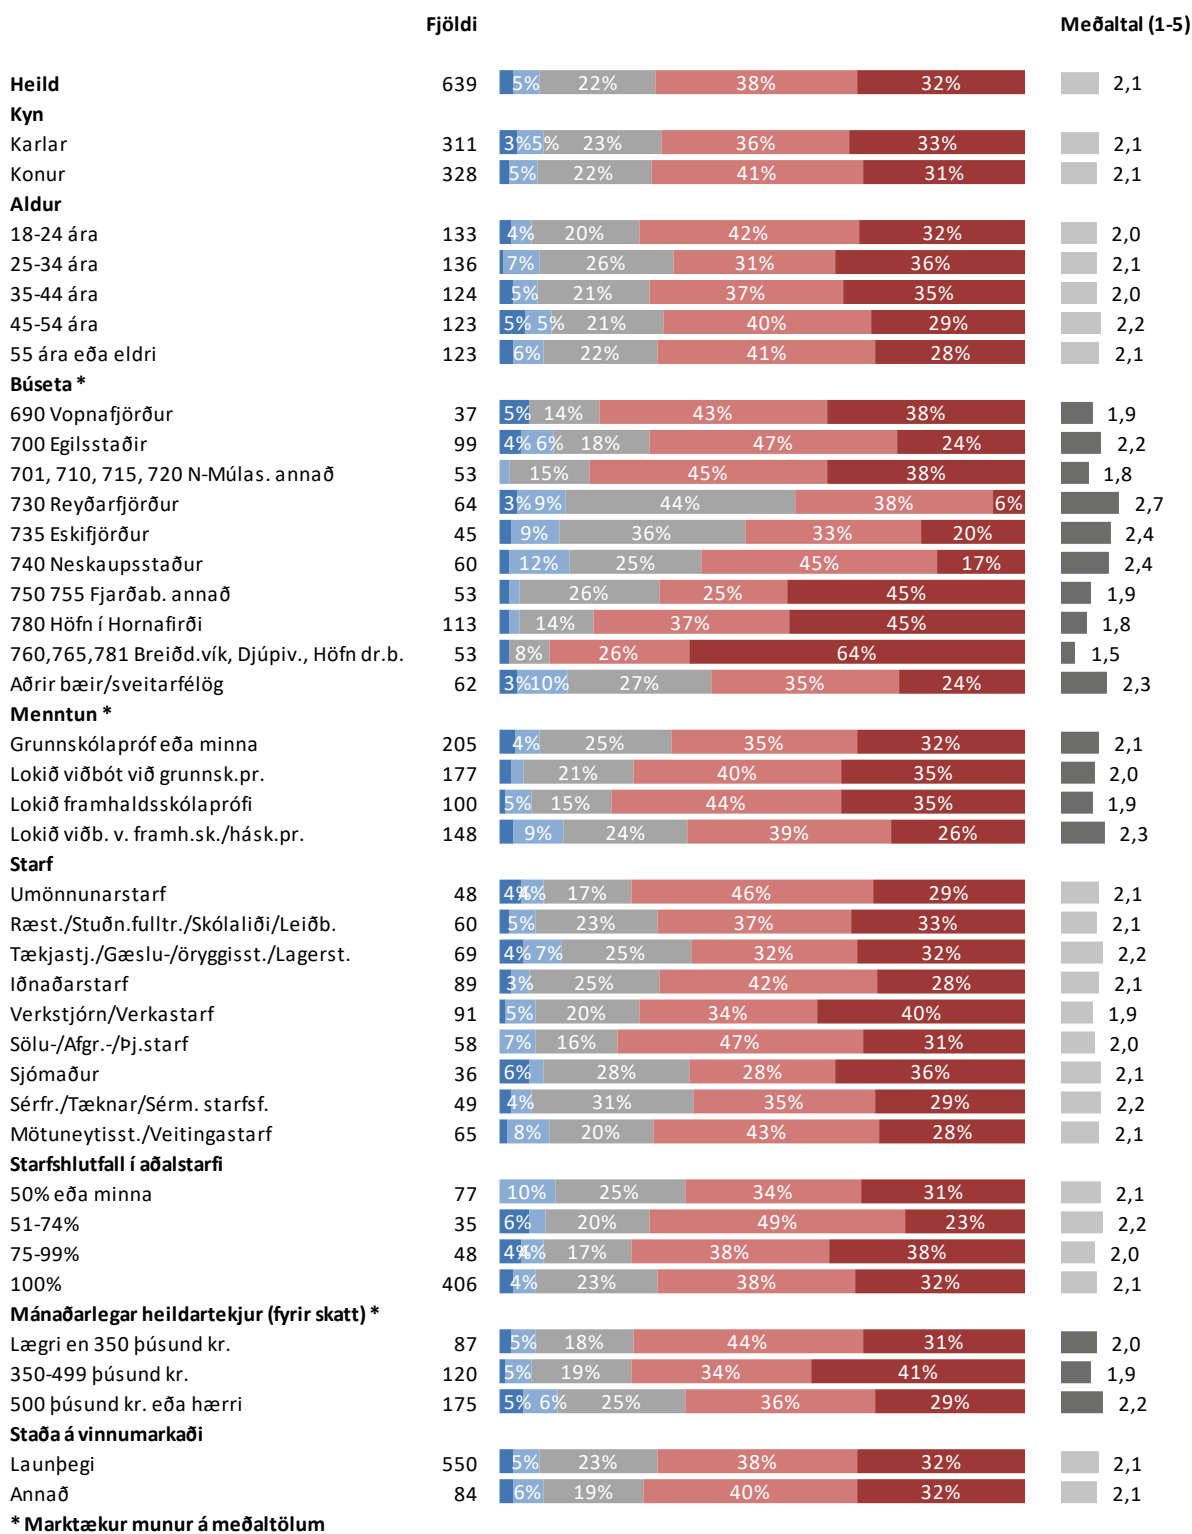 Fjöldi Meðaltal (1-5)
Heild 639 5% 22% 38% 32% 2,1
Kyn
Karlar 311 3% 5% 23% 36% 33% 2,1
Konur 328 5% 22% 41% 31% 2,1
Aldur
18-24 ára 133 4% 20% 42% 32% 2,0
25-34 ára 136 7% 26% 31% 36% 2,1
35-44 ára 124 5% 21% 37% 35% 2,0
45-54 ára 123 5% 5% 21% 40% 29% 2,2
55 ára eða eldri 123 6% 22% 41% 28% 2,1
Búseta *
690 Vopnafjörður 37 5% 14% 43% 38% 1,9
700 Egilsstaðir 99 4% 6% 18% 47% 24% 2,2
701, 710, 715, 720 N-Múlas. annað 53 15% 45% 38% 1,8
730 Reyðarfjörður 64 3% 9% 44% 38% 6% 2,7
735 Eskifjörður 45 9% 36% 33% 20% 2,4
740 Neskaupsstaður 60 12% 25% 45% 17% 2,4
750 755 Fjarðab. annað 53 26% 25% 45% 1,9
780 Höfn í Hornafirði 113 14% 37% 45% 1,8
760,765,781 Breiðd.vík, Djúpiv., Höfn dr.b. 53 8% 26% 64% 1,5
Aðrir bæir/sveitarfélög 62 3% 10% 27% 35% 24% 2,3
Menntun *
Grunnskólapróf eða minna 205 4% 25% 35% 32% 2,1
Lokið viðbót við grunnsk.pr. 177 21% 40% 35% 2,0
Lokið framhaldsskólaprófi 100 5% 15% 44% 35% 1,9
Lokið viðb. v. framh.sk./hásk.pr. 148 9% 24% 39% 26% 2,3
Starf
Umönnunarstarf 48 4% 4% 17% 46% 29% 2,1
Ræst./Stuðn.fulltr./Skólaliði/Leiðb. 60 5% 23% 37% 33% 2,1
Tækjastj./Gæslu-/öryggisst./Lagerst. 69 4% 7% 25% 32% 32% 2,2
Iðnaðarstarf 89 3% 25% 42% 28% 2,1
Verkstjórn/Verkastarf 91 5% 20% 34% 40% 1,9
Sölu-/Afgr.-/Þj.starf 58 7% 16% 47% 31% 2,0
Sjómaður 36 6% 28% 28% 36% 2,1
Sérfr./Tæknar/Sérm. starfsf. 49 4% 31% 35% 29% 2,2
Mötuneytisst./Veitingastarf 65 8% 20% 43% 28% 2,1
Starfshlutfall í aðalstarfi
50% eða minna 77 10% 25% 34% 31% 2,1
51-74% 35 6% 20% 49% 23% 2,2
75-99% 48 4% 4% 17% 38% 38% 2,0
100% 406 4% 23% 38% 32% 2,1
Mánaðarlegar heildartekjur (fyrir skatt) *
Lægri en 350 þúsund kr. 87 5% 18% 44% 31% 2,0
350-499 þúsund kr. 120 5% 19% 34% 41% 1,9
500 þúsund kr. eða hærri 175 5% 6% 25% 36% 29% 2,2
Staða á vinnumarkaði
Launþegi 550 5% 23% 38% 32% 2,1
Annað 84 6% 19% 40% 32% 2,1
* Marktækur munur á meðaltölum